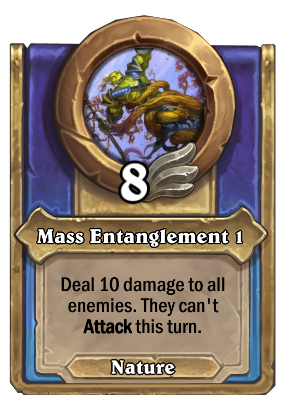 8
Mass Entanglement 1
Deal 10 damage to all
enemies. They can't
Attack this turn.
Nature